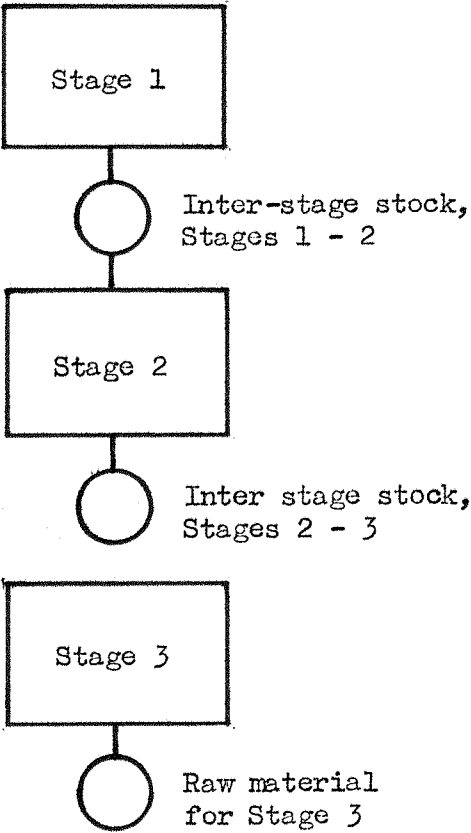 Stage 1
Inter-stage stock,
Stages 1 - 2
Stage 2
Inter stage stock,
Stages 2 - 3
Stage 3
Raw material
for Stage 3